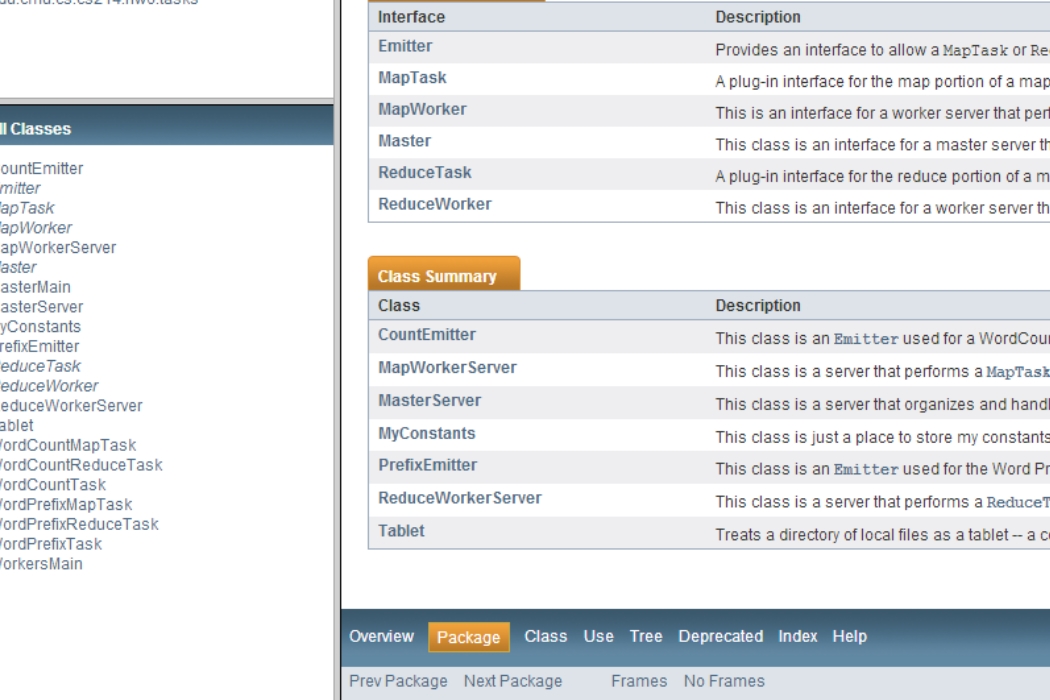 ll Classes
ountEmitter
mitter
apTask
apWorker
apWorkerServer
aster
asterMain
asterServer
yConstants
refixEmitter
educeTask
educeWorker
educeWorkerServer
ablet
ordCountMapTask
ordCountReduceTask
ordCountTask
ordPrefixMapTask
ordPrefixReduceTask
ordPrefixTask
orkersMain
Interface Description
Emitter Provides an interface to allow a MapTask or Re
MapTask A plug-in interface for the map portion of a map
MapWorker This is an interface for a worker server that perf
Master This class is an interface for a master server th
ReduceTask A plug-in interface for the reduce portion of a m
ReduceWorker This class is an interface for a worker server th
Class Summary
Class Description
CountEmitter This class is an Emitter used for a WordCoun
MapWorkerServer This class is a server that performs a MapTask
MasterServer This class is a server that organizes and handl
MyConstants This class is just a place to store my constants
PrefixEmitter This class is an Emitter used for the Word Pr
ReduceWorkerServer This class is a server that performs a ReduceT
Tablet Treats a directory of local files as a tablet -- a co
Overview Package Class Use Tree Deprecated Index Help
Prev Package Next Package Frames No Frames